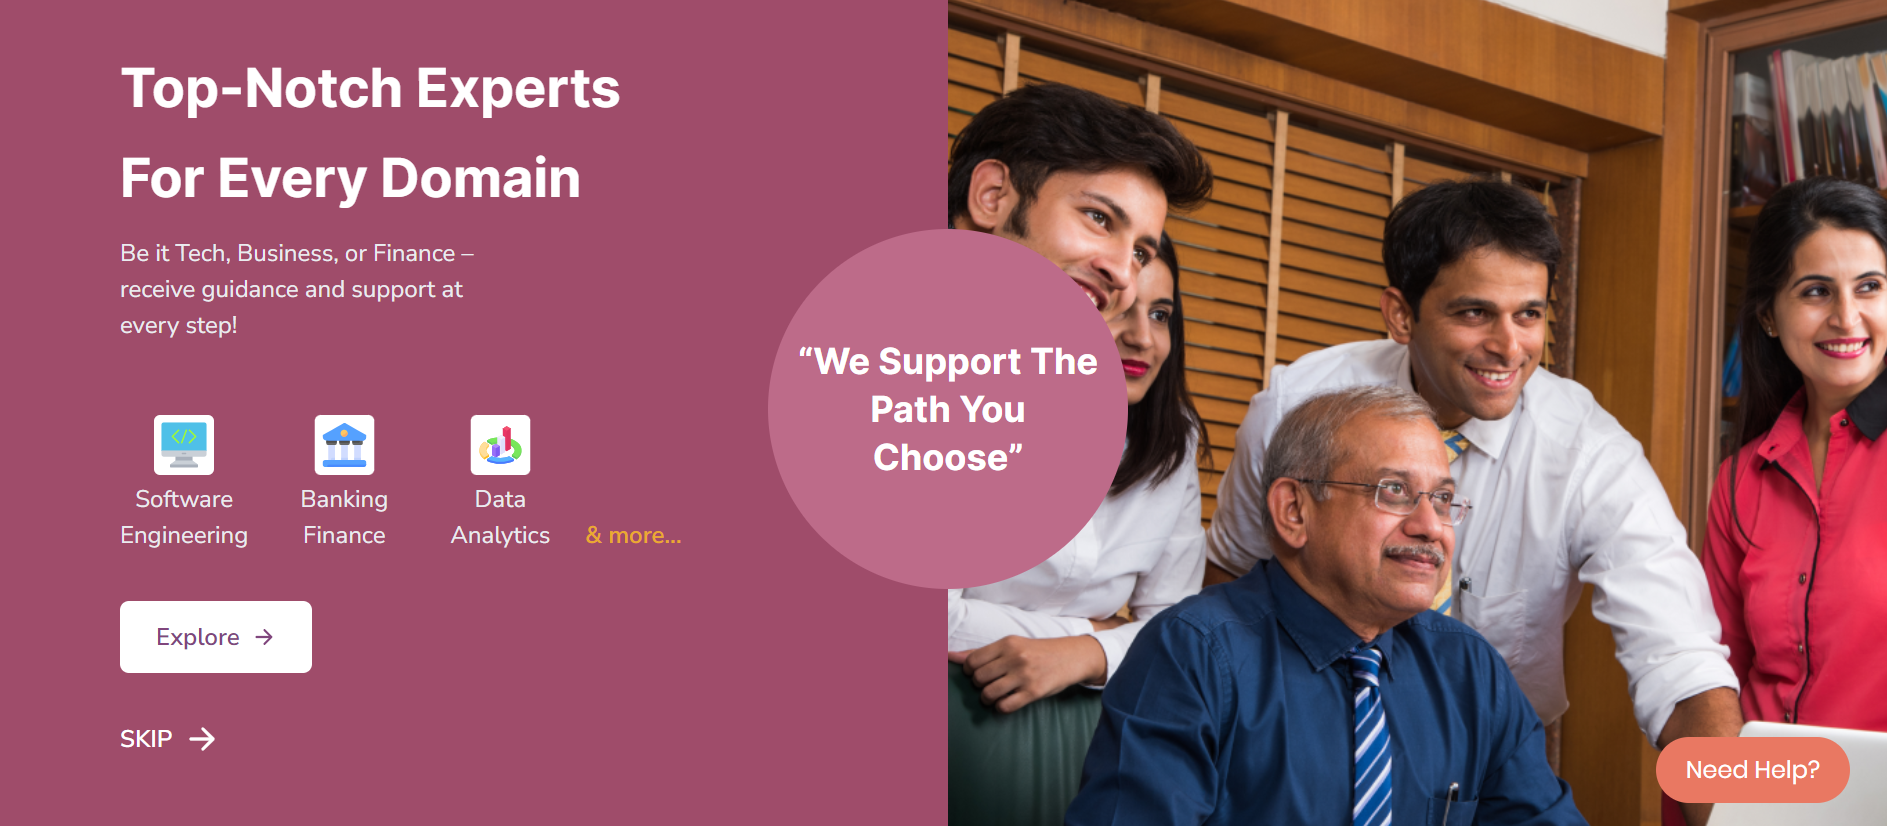 Top-Notch Experts
For Every Domain
Be it Tech, Business, or Finance –
receive guidance and support at
every step!
</>
Software
Engineering
Banking
Finance
Data
Analytics
& more...
Explore →
SKIP →
“We Support The
Path You
Choose”
Need Help?